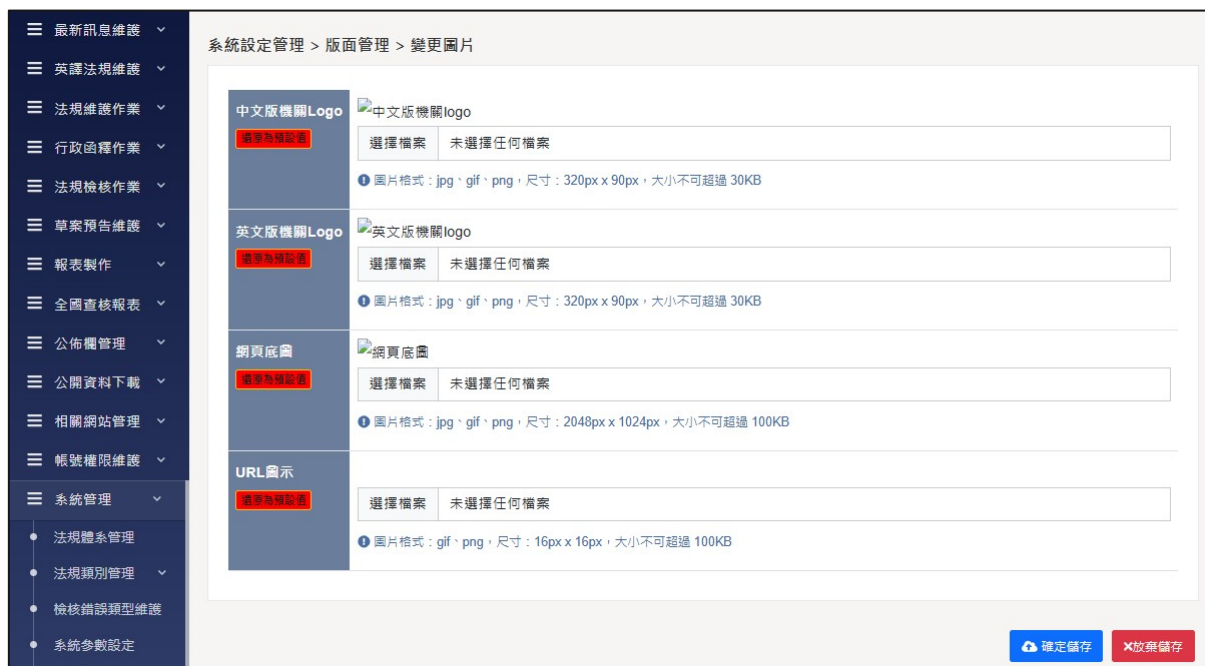 最新訊息維護
英譯法規維護
法規維護作業
行政函釋作業
法規檢核作業
草案預告維護
報表製作
全國查核報表
公佈欄管理
公開資料下載
相關網站管理
帳號權限維護
系統管理
法規體系管理
法規類別管理
檢核錯誤類型維護
系統參數設定
系統設定管理 > 版面管理 > 變更圖片
中文版機關Logo
還原為預設值
中文版機關logo
選擇檔案 未選擇任何檔案
圖片格式：jpg、gif、png，尺寸：320px x 90px，大小不可超過 30KB
英文版機關Logo
還原為預設值
英文版機關logo
選擇檔案 未選擇任何檔案
圖片格式：jpg、gif、png，尺寸：320px x 90px，大小不可超過 30KB
網頁底圖
還原為預設值
網頁底圖
選擇檔案 未選擇任何檔案
圖片格式：jpg、gif、png，尺寸：2048px x 1024px，大小不可超過 100KB
URL圖示
還原為預設值
選擇檔案 未選擇任何檔案
圖片格式：gif、png，尺寸：16px x 16px，大小不可超過 100KB
確定儲存
×放棄儲存